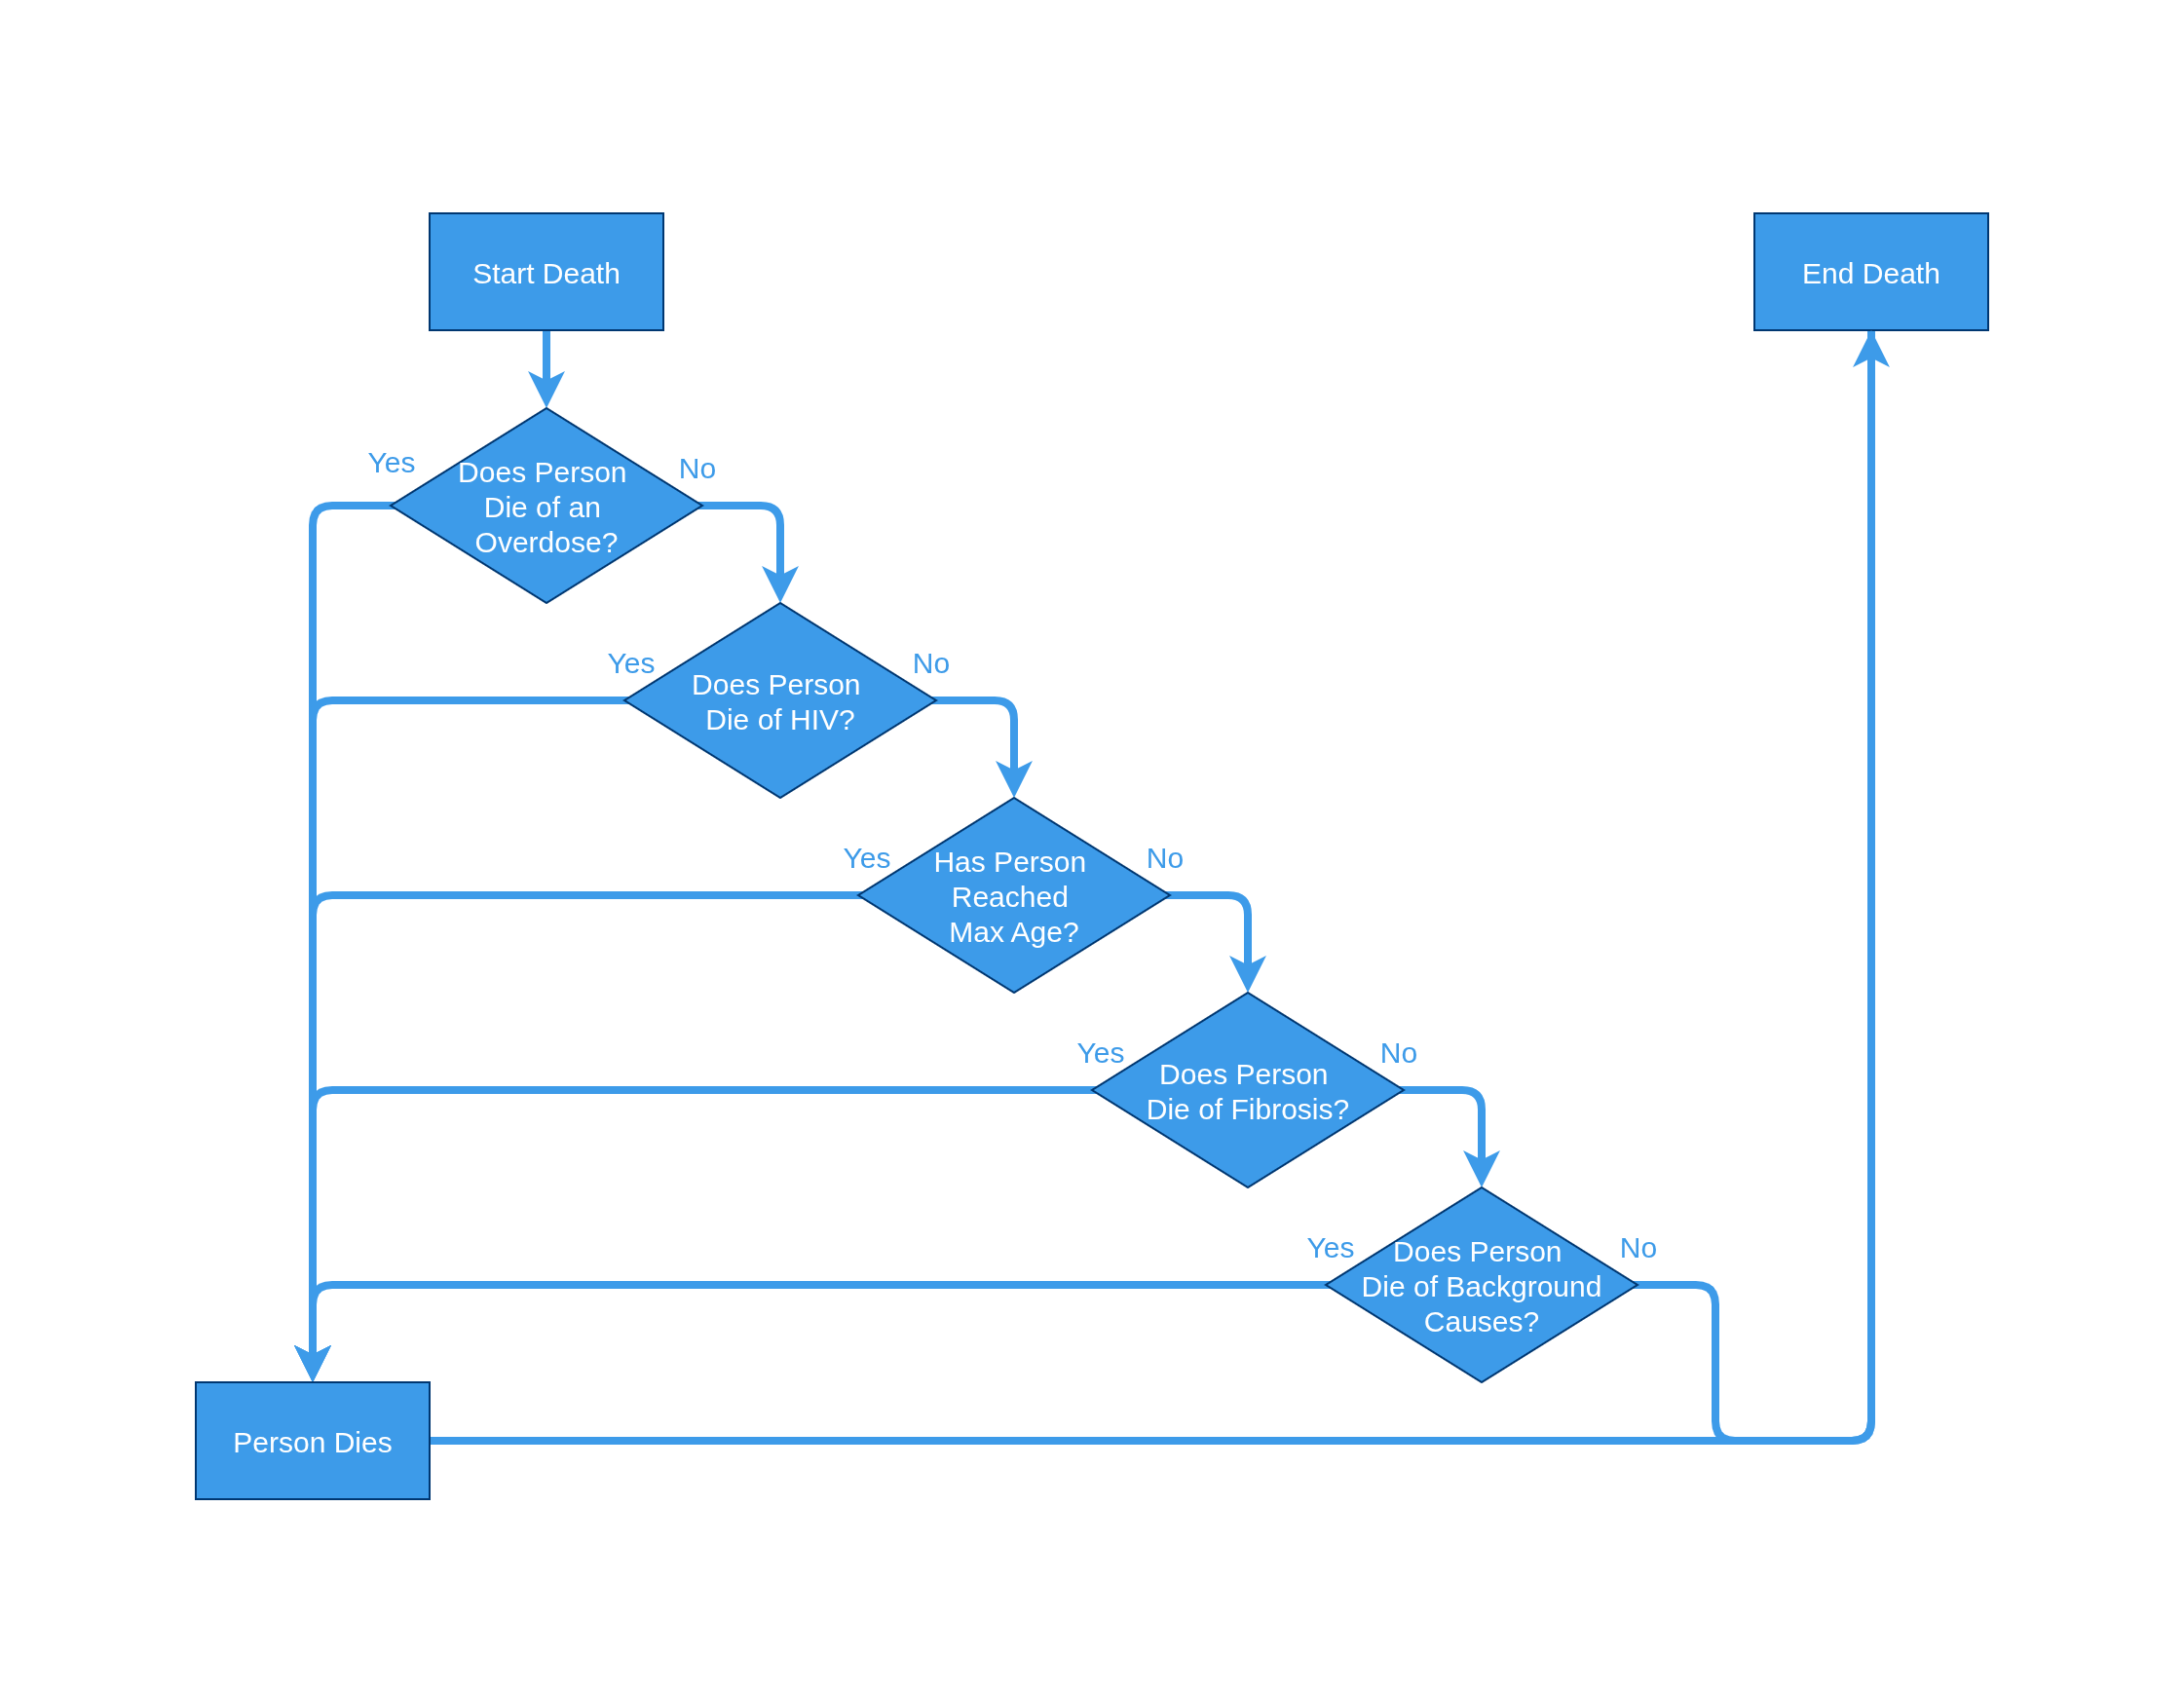 Start Death
End Death
Yes
No
Does Person
Die of an
Overdose?
Yes
No
Does Person
Die of HIV?
Yes
No
Has Person
Reached
Max Age?
Yes
No
Does Person
Die of Fibrosis?
Yes
No
Does Person
Die of Background
Causes?
Person Dies